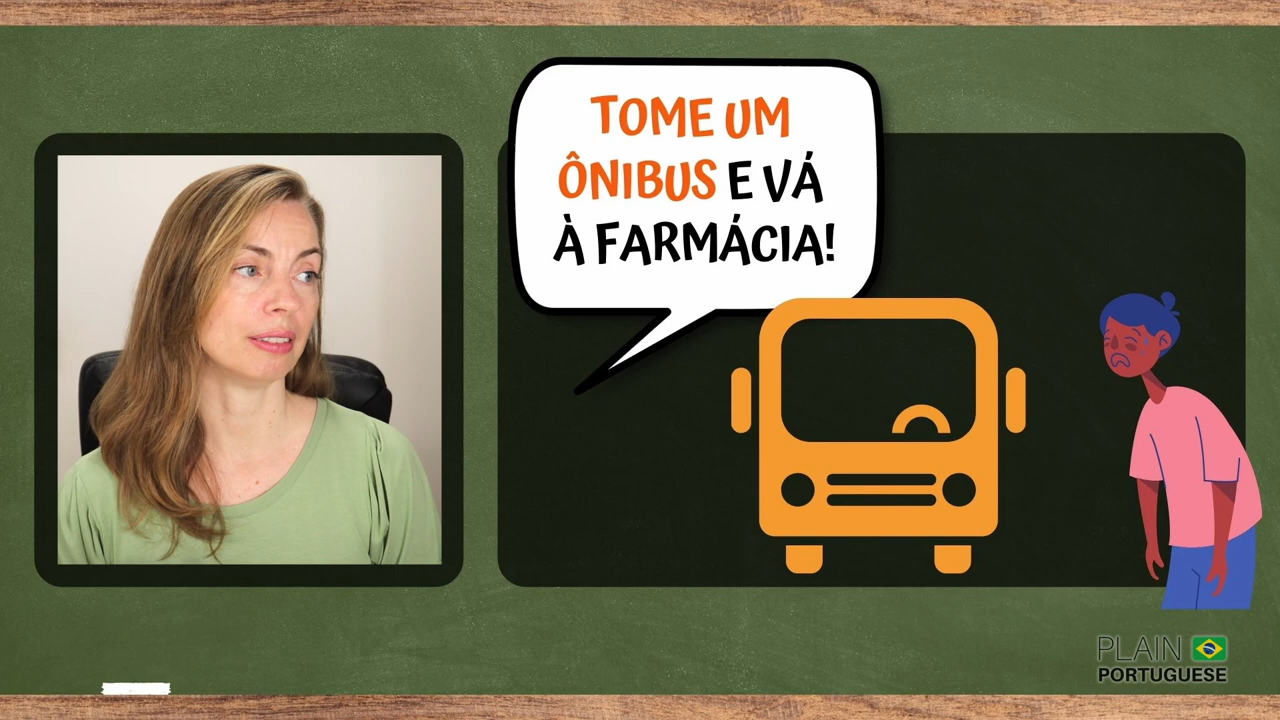 TOME UM
ÔNIBUS E VÁ
À FARMÁCIA!
PLAIN
PORTUGUESE